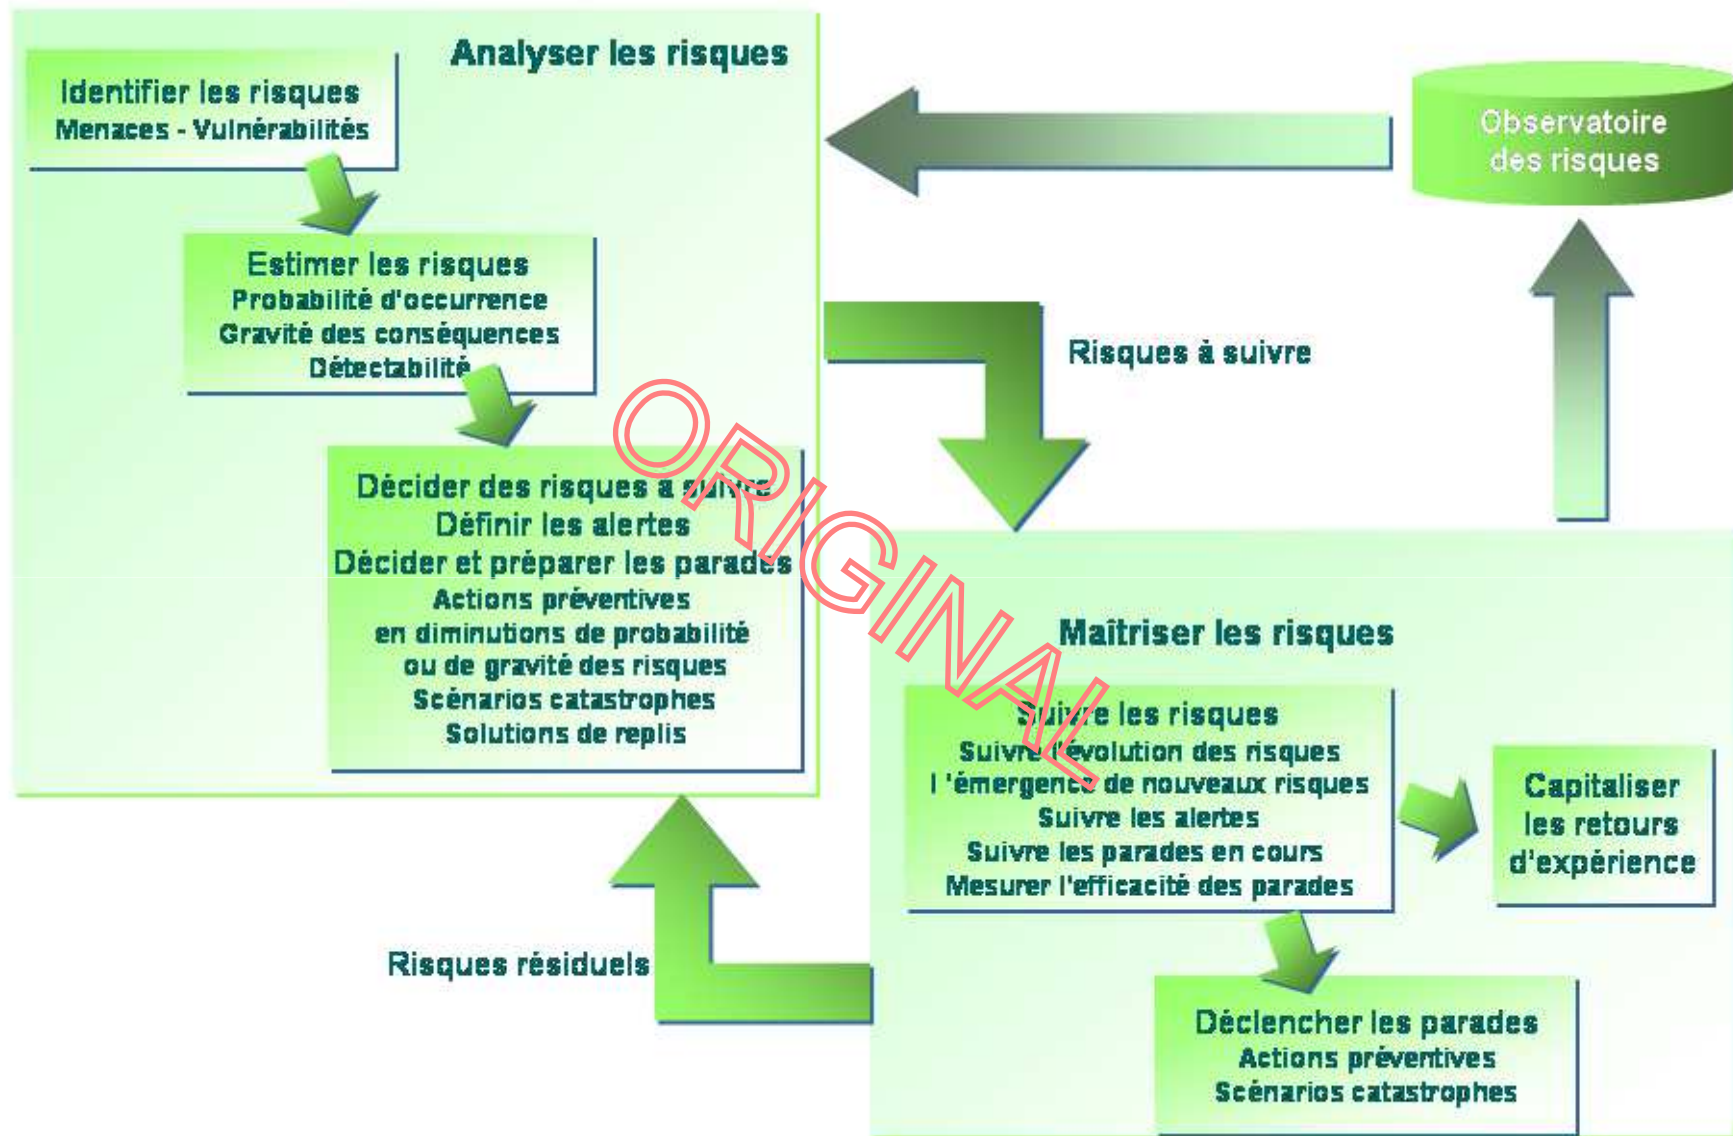 Analyser les risques
Identifier les risques
Menaces - Vulnérabilités
Estimer les risques
Probabilité d'occurrence
Gravité des conséquences
Détectabilité
Décider des risques à suivre
Définir les alertes
Décider et préparer les parades
Actions préventives
en diminutions de probabilité
ou de gravité des risques
Scénarios catastrophes
Solutions de replis
Observatoire
des risques
Risques à suivre
Maîtriser les risques
Suivre les risques
Suivre l'évolution des risques
l 'émergence de nouveaux risques
Suivre les alertes
Suivre les parades en cours
Mesurer l'efficacité des parades
Capitaliser
les retours
d'expérience
Déclencher les parades
Actions préventives
Scénarios catastrophes
Risques résiduels
ORIGINAL